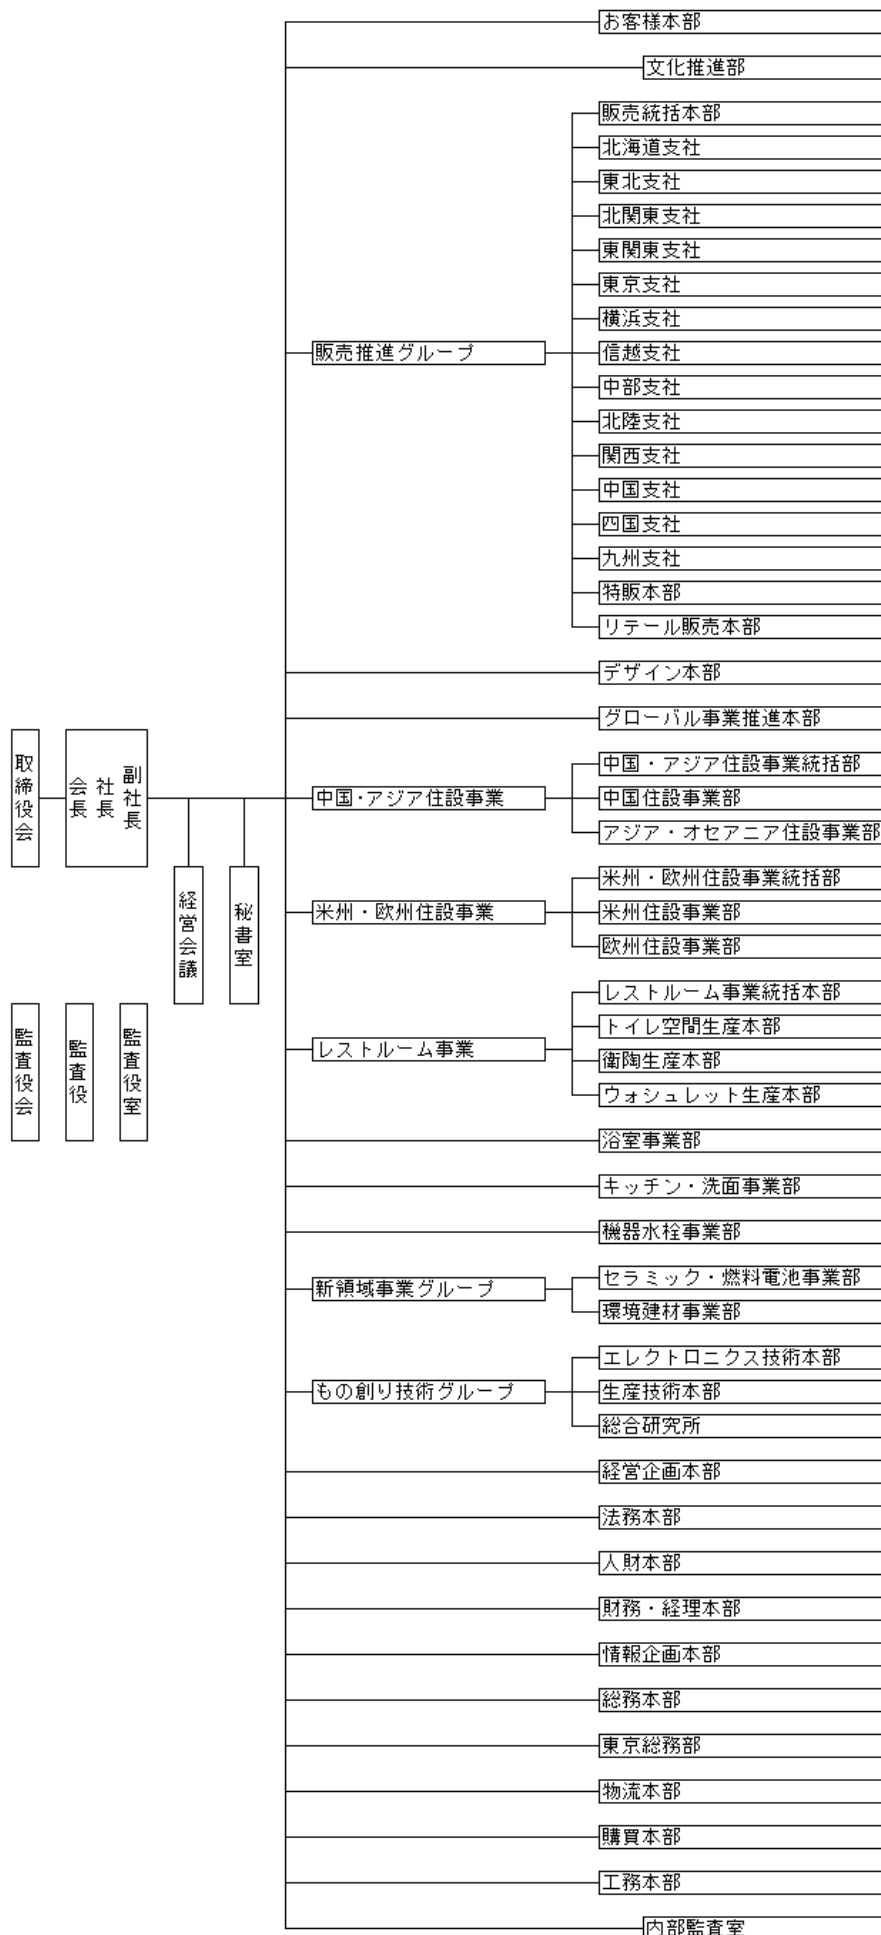 お客様本部
文化推進部
販売推進グループ
販売統括本部
北海道支社
東北支社
北関東支社
東関東支社
東京支社
横浜支社
信越支社
中部支社
北陸支社
関西支社
中国支社
四国支社
九州支社
特販本部
リテール販売本部
デザイン本部
グローバル事業推進本部
取締役会
会長
社長
副社長
経営会議
秘書室
監査役会
監査役
監査役室
中国・アジア住設事業
中国・アジア住設事業統括部
中国住設事業部
アジア・オセアニア住設事業部
米州・欧州住設事業
米州・欧州住設事業統括部
米州住設事業部
欧州住設事業部
レストルーム事業
レストルーム事業統括本部
トイレ空間生産本部
衛陶生産本部
ウォシュレット生産本部
浴室事業部
キッチン・洗面事業部
機器水栓事業部
新領域事業グループ
セラミック・燃料電池事業部
環境建材事業部
もの創り技術グループ
エレクトロニクス技術本部
生産技術本部
総合研究所
経営企画本部
法務本部
人財本部
財務・経理本部
情報企画本部
総務本部
東京総務部
物流本部
購買本部
工務本部
内部監査室